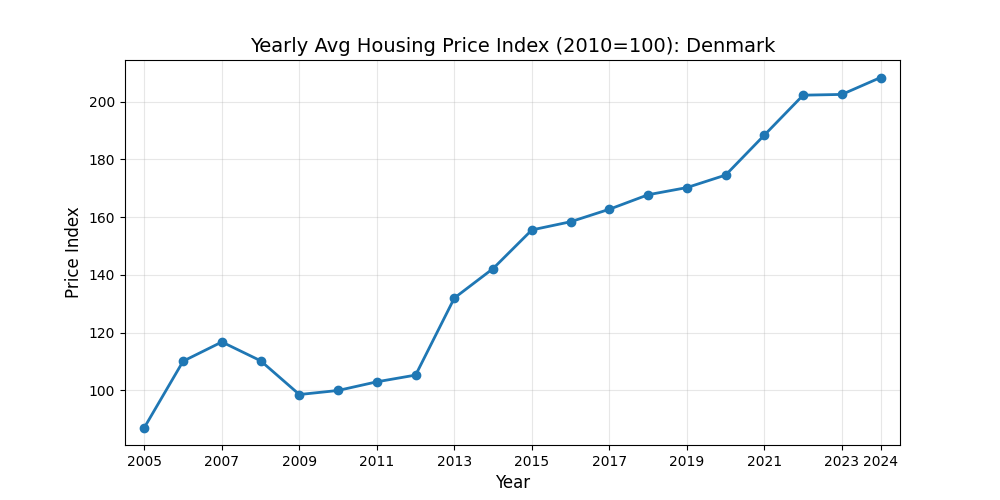 Yearly Avg Housing Price Index (2010=100): Denmark
Price Index
200
180
160
140
120
100
2005 2007 2009 2011 2013 2015 2017 2019 2021 2023 2024
Year